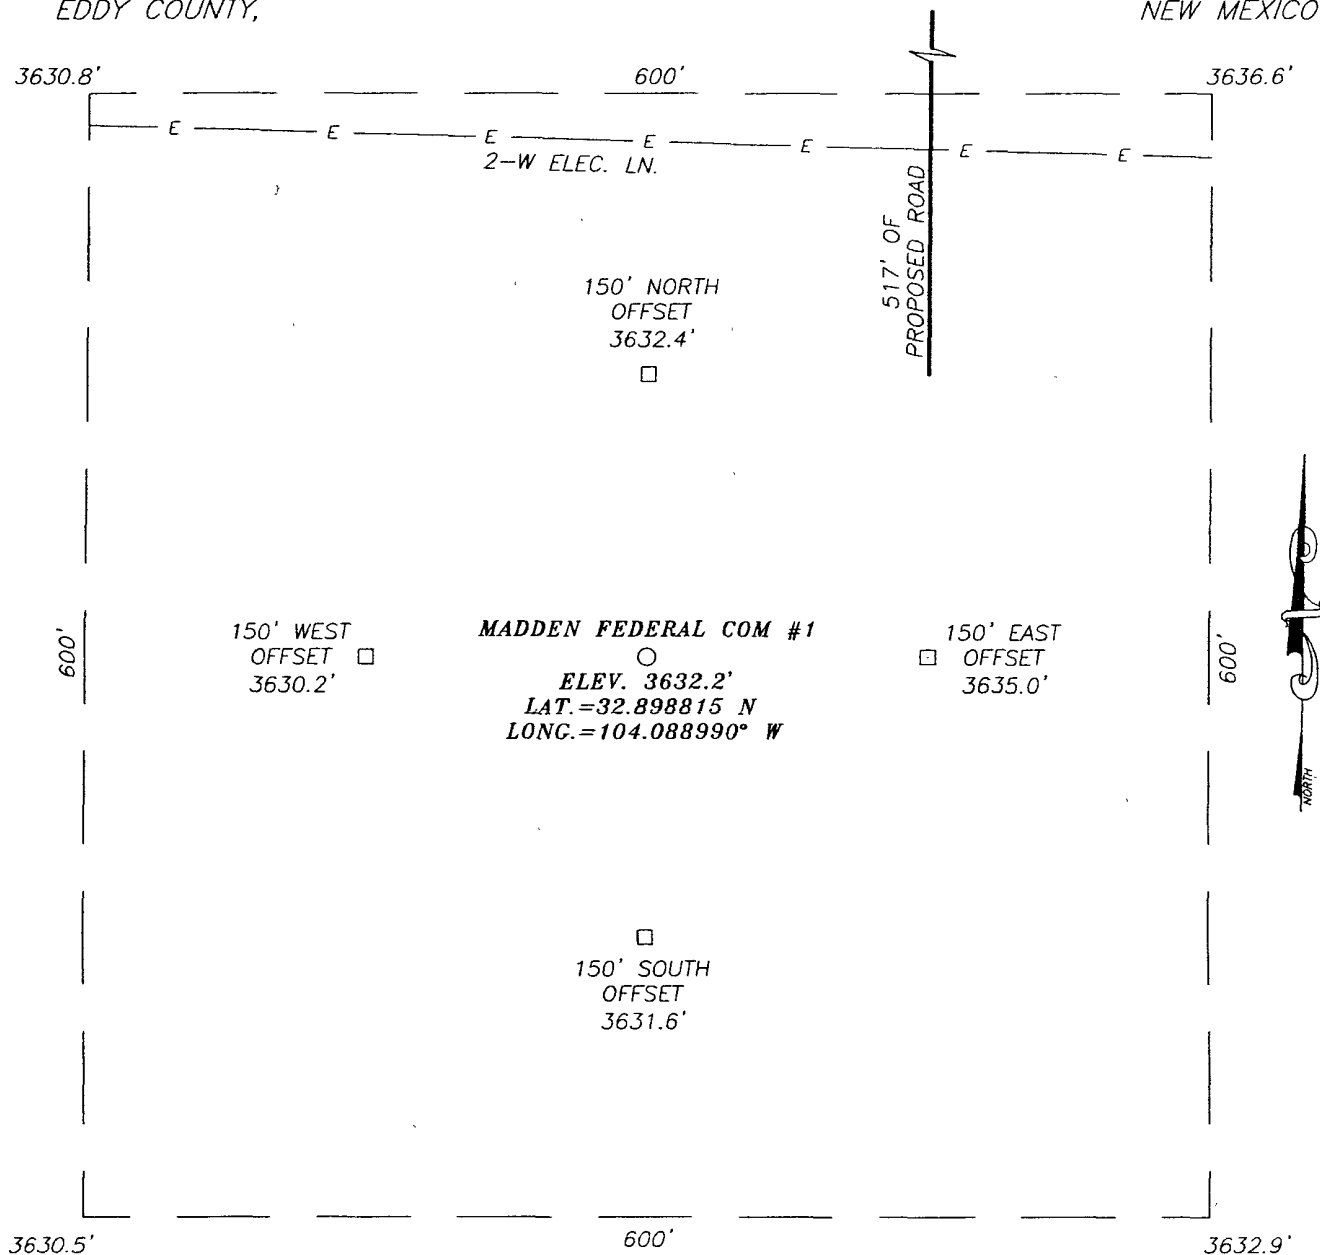 EDDY COUNTY,
NEW MEXICO
3630.8'
600'
3636.6'
E E E E E E E
2-W ELEC. LN.
517' OF
PROPOSED ROAD
150' NORTH
OFFSET
3632.4'
600'
150' WEST
OFFSET
3630.2'
MADDEN FEDERAL COM #1
ELEV. 3632.2'
LAT.=32.898815 N
LONG.=104.088990° W
150' EAST
OFFSET
3635.0'
600'
NORTH
150' SOUTH
OFFSET
3631.6'
3630.5'
600'
3632.9'